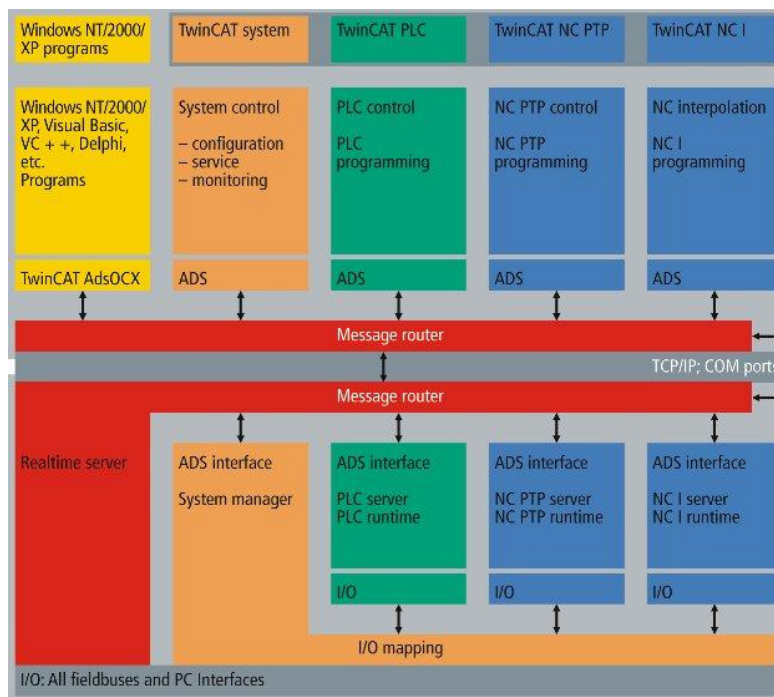 Windows NT/2000/
XP programs
TwinCAT system
TwinCAT PLC
TwinCAT NC PTP
TwinCAT NC I
Windows NT/2000/
XP, Visual Basic,
VC + +, Delphi,
etc.
Programs
System control
– configuration
– service
– monitoring
PLC control
PLC
programming
NC PTP control
NC PTP
programming
NC interpolation
NC I
programming
TwinCAT AdsOCX
ADS
ADS
ADS
ADS
Message router
TCP/IP; COM ports
Message router
Realtime server
ADS interface
System manager
ADS interface
PLC server
PLC runtime
ADS interface
NC PTP server
NC PTP runtime
ADS interface
NC I server
NC I runtime
I/O
I/O
I/O
I/O mapping
I/O: All fieldbuses and PC Interfaces